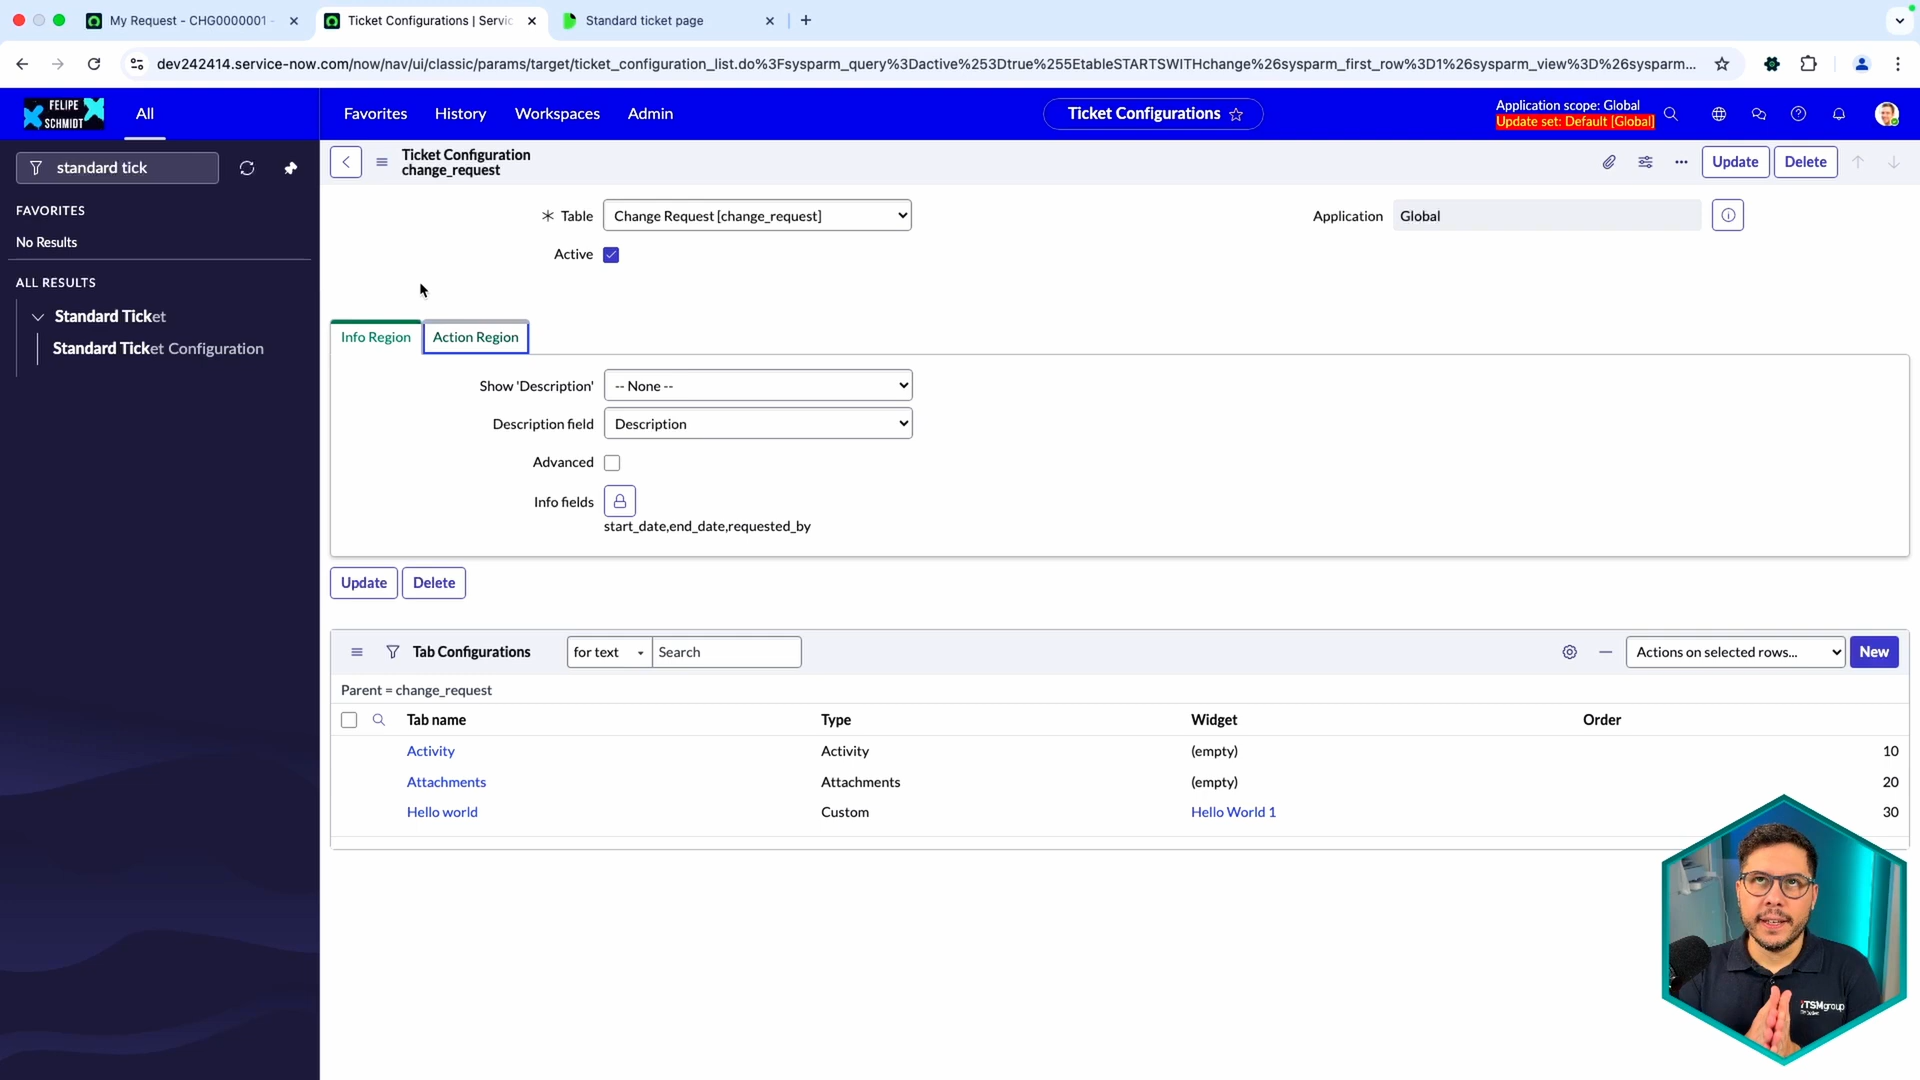 My Request - CHG0000001 -
Ticket Configurations | Servic
Standard ticket page
dev242414.service-now.com/now/nav/ui/classic/params/target/ticket_configuration_list.do%3Fsysparm_query%3Dactive%253Dtrue%255EtableSTARTSWITHchange%26sysparm_first_row%3D1%26sysparm_view%3D%26sysparm...
FELIPE
SCHMIDT
All
Favorites
History
Workspaces
Admin
Ticket Configurations
Application scope: Global
Update set: Default [Global]
standard tick
FAVORITES
No Results
ALL RESULTS
Standard Ticket
Standard Ticket Configuration
Ticket Configuration
change_request
Update
Delete
Table
Change Request [change_request]
Application
Global
Active
Info Region
Action Region
Show 'Description'
-- None --
Description field
Description
Advanced
Info fields
start_date,end_date,requested_by
Update
Delete
Tab Configurations
for text
Search
Actions on selected rows...
New
Parent = change_request
Tab name
Type
Widget
Order
Activity
Activity
(empty)
10
Attachments
Attachments
(empty)
20
Hello world
Custom
Hello World 1
30
iTSMgroup